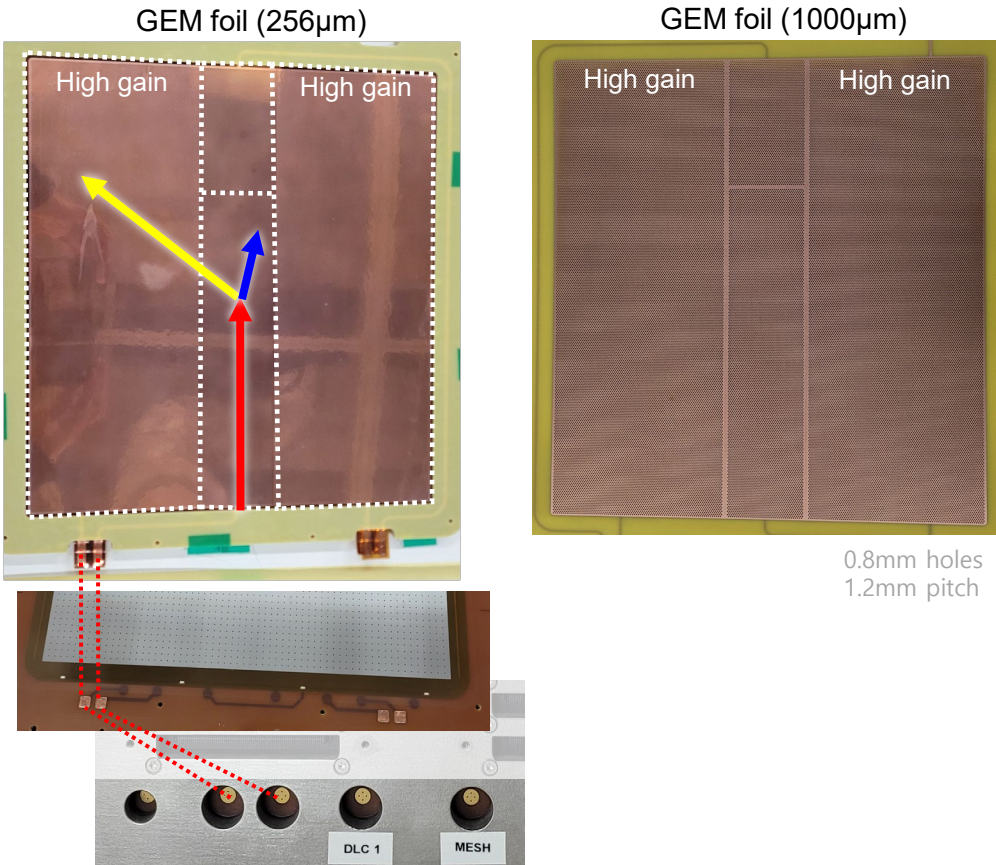 GEM foil (256μm)
GEM foil (1000μm)
High gain
High gain
High gain
High gain
0.8mm holes
1.2mm pitch
DLC 1
MESH